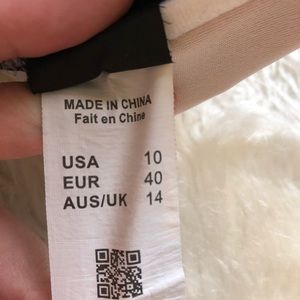 MADE IN CHINA
Fait en Chine
USA 10
EUR 40
AUS/UK 14